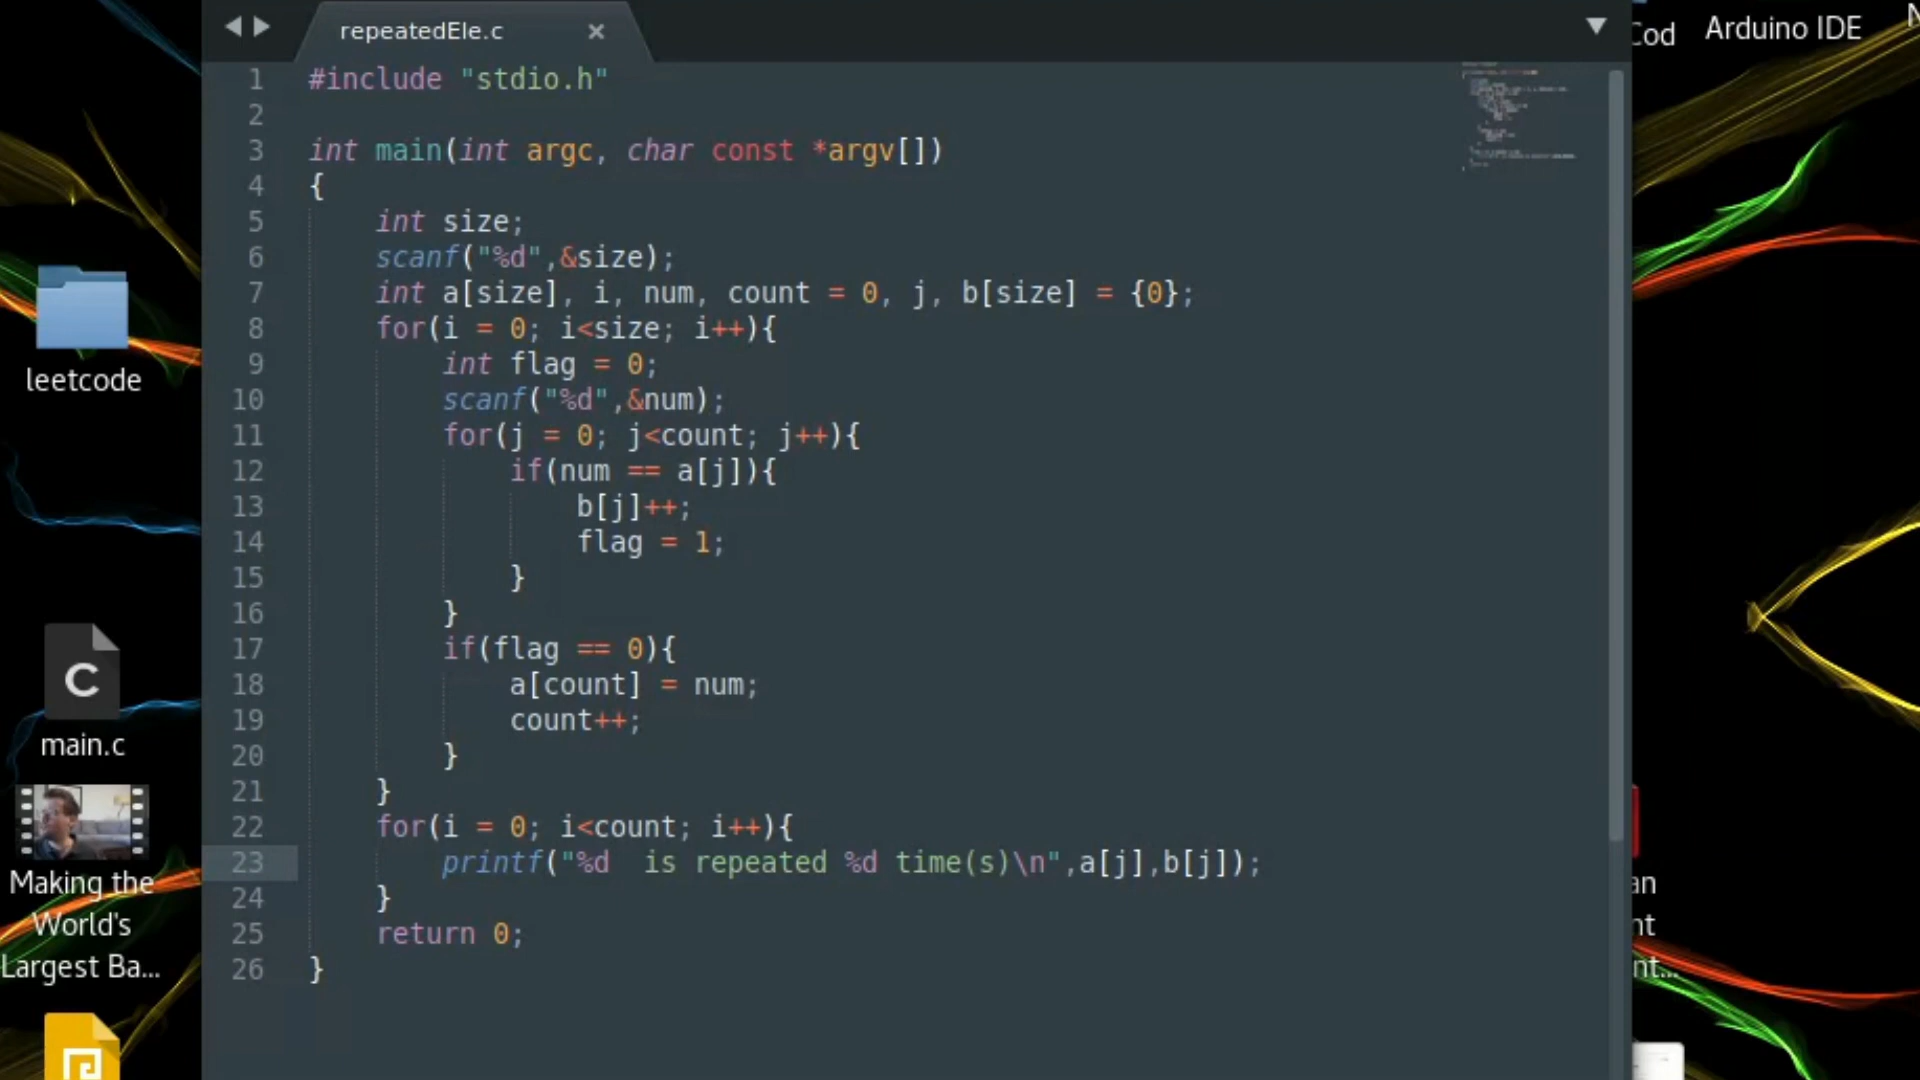 repeatedEle.c ×
1 #include "stdio.h"
2
3 int main(int argc, char const *argv[])
4 {
5     int size;
6     scanf("%d",&size);
7     int a[size], i, num, count = 0, j, b[size] = {0};
8     for(i = 0; i<size; i++){
9         int flag = 0;
10         scanf("%d",&num);
11         for(j = 0; j<count; j++){
12             if(num == a[j]){
13                 b[j]++;
14                 flag = 1;
15             }
16         }
17         if(flag == 0){
18             a[count] = num;
19             count++;
20         }
21     }
22     for(i = 0; i<count; i++){
23         printf("%d  is repeated %d time(s)\n",a[j],b[j]);
24     }
25     return 0;
26 }
leetcode
C
main.c
Making the
World's
Largest Ba...
Cod
Arduino IDE
an
nt
nt...